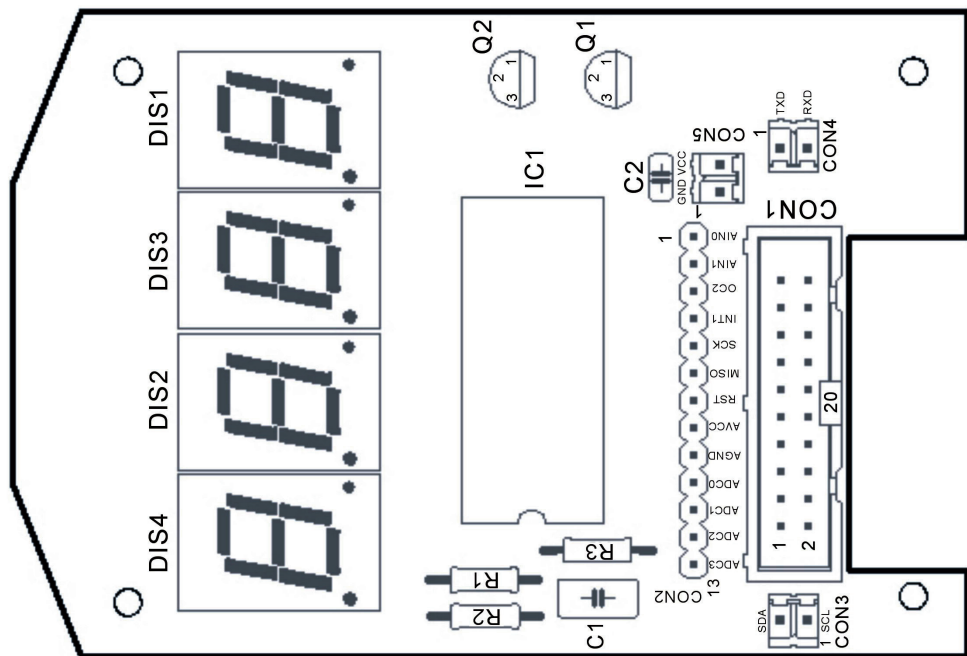 DIS1
DIS3
DIS2
DIS4
Q2
Q1
1
2
3
1
2
3
IC1
C2
GND VCC
CON5
1
TXD
RXD
1
CON4
CON1
20
1
2
1
AIN0
AIN1
OC2
INT1
SCK
MISO
RST
AVCC
AGND
ADC0
ADC1
ADC2
ADC3
13
CON2
R3
R1
R2
C1
SDA
1 SCL
CON3